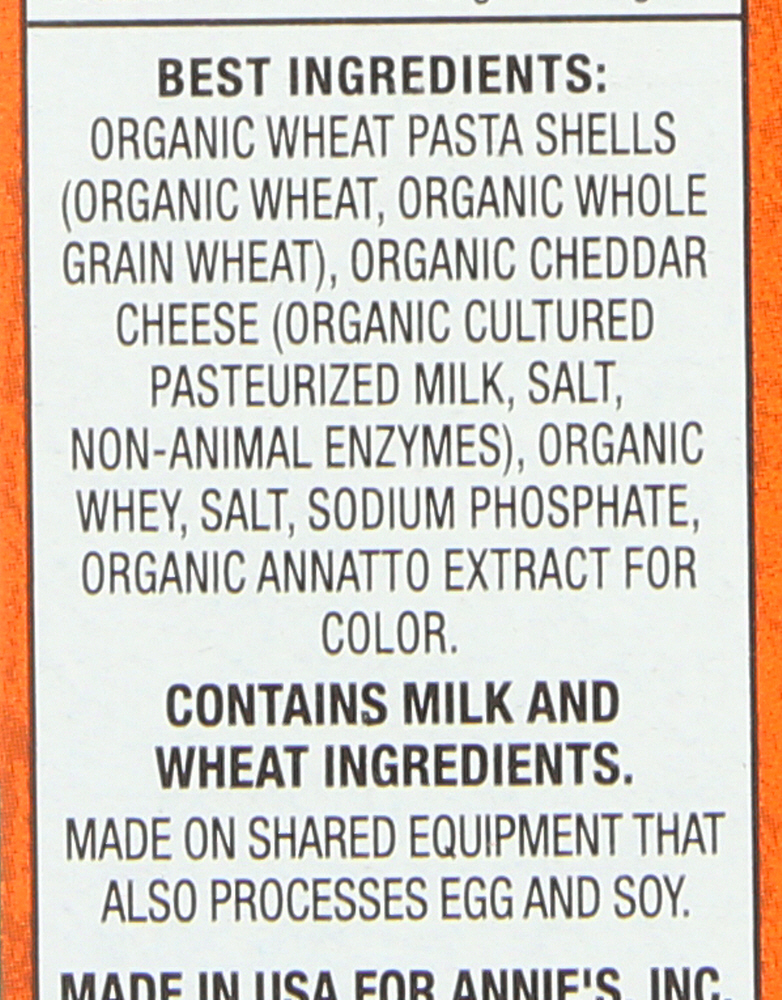 BEST INGREDIENTS:
ORGANIC WHEAT PASTA SHELLS
(ORGANIC WHEAT, ORGANIC WHOLE
GRAIN WHEAT), ORGANIC CHEDDAR
CHEESE (ORGANIC CULTURED
PASTEURIZED MILK, SALT,
NON-ANIMAL ENZYMES), ORGANIC
WHEY, SALT, SODIUM PHOSPHATE,
ORGANIC ANNATTO EXTRACT FOR
COLOR.
CONTAINS MILK AND
WHEAT INGREDIENTS.
MADE ON SHARED EQUIPMENT THAT
ALSO PROCESSES EGG AND SOY.
MADE IN USA FOR ANNIE'S, INC.